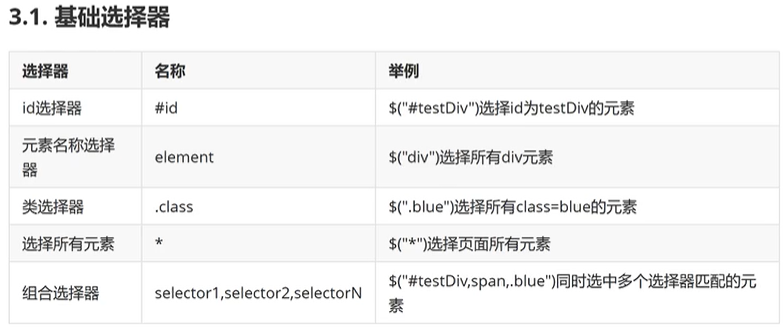 3.1. 基础选择器
选择器 名称 举例
id选择器 #id $("#testDiv")选择id为testDiv的元素
元素名称选择
器 element $("div")选择所有div元素
类选择器 .class $(".blue")选择所有class=blue的元素
选择所有元素 * $("*")选择页面所有元素
组合选择器 selector1,selector2,selectorN $("#testDiv,span,.blue")同时选中多个选择器匹配的元
素